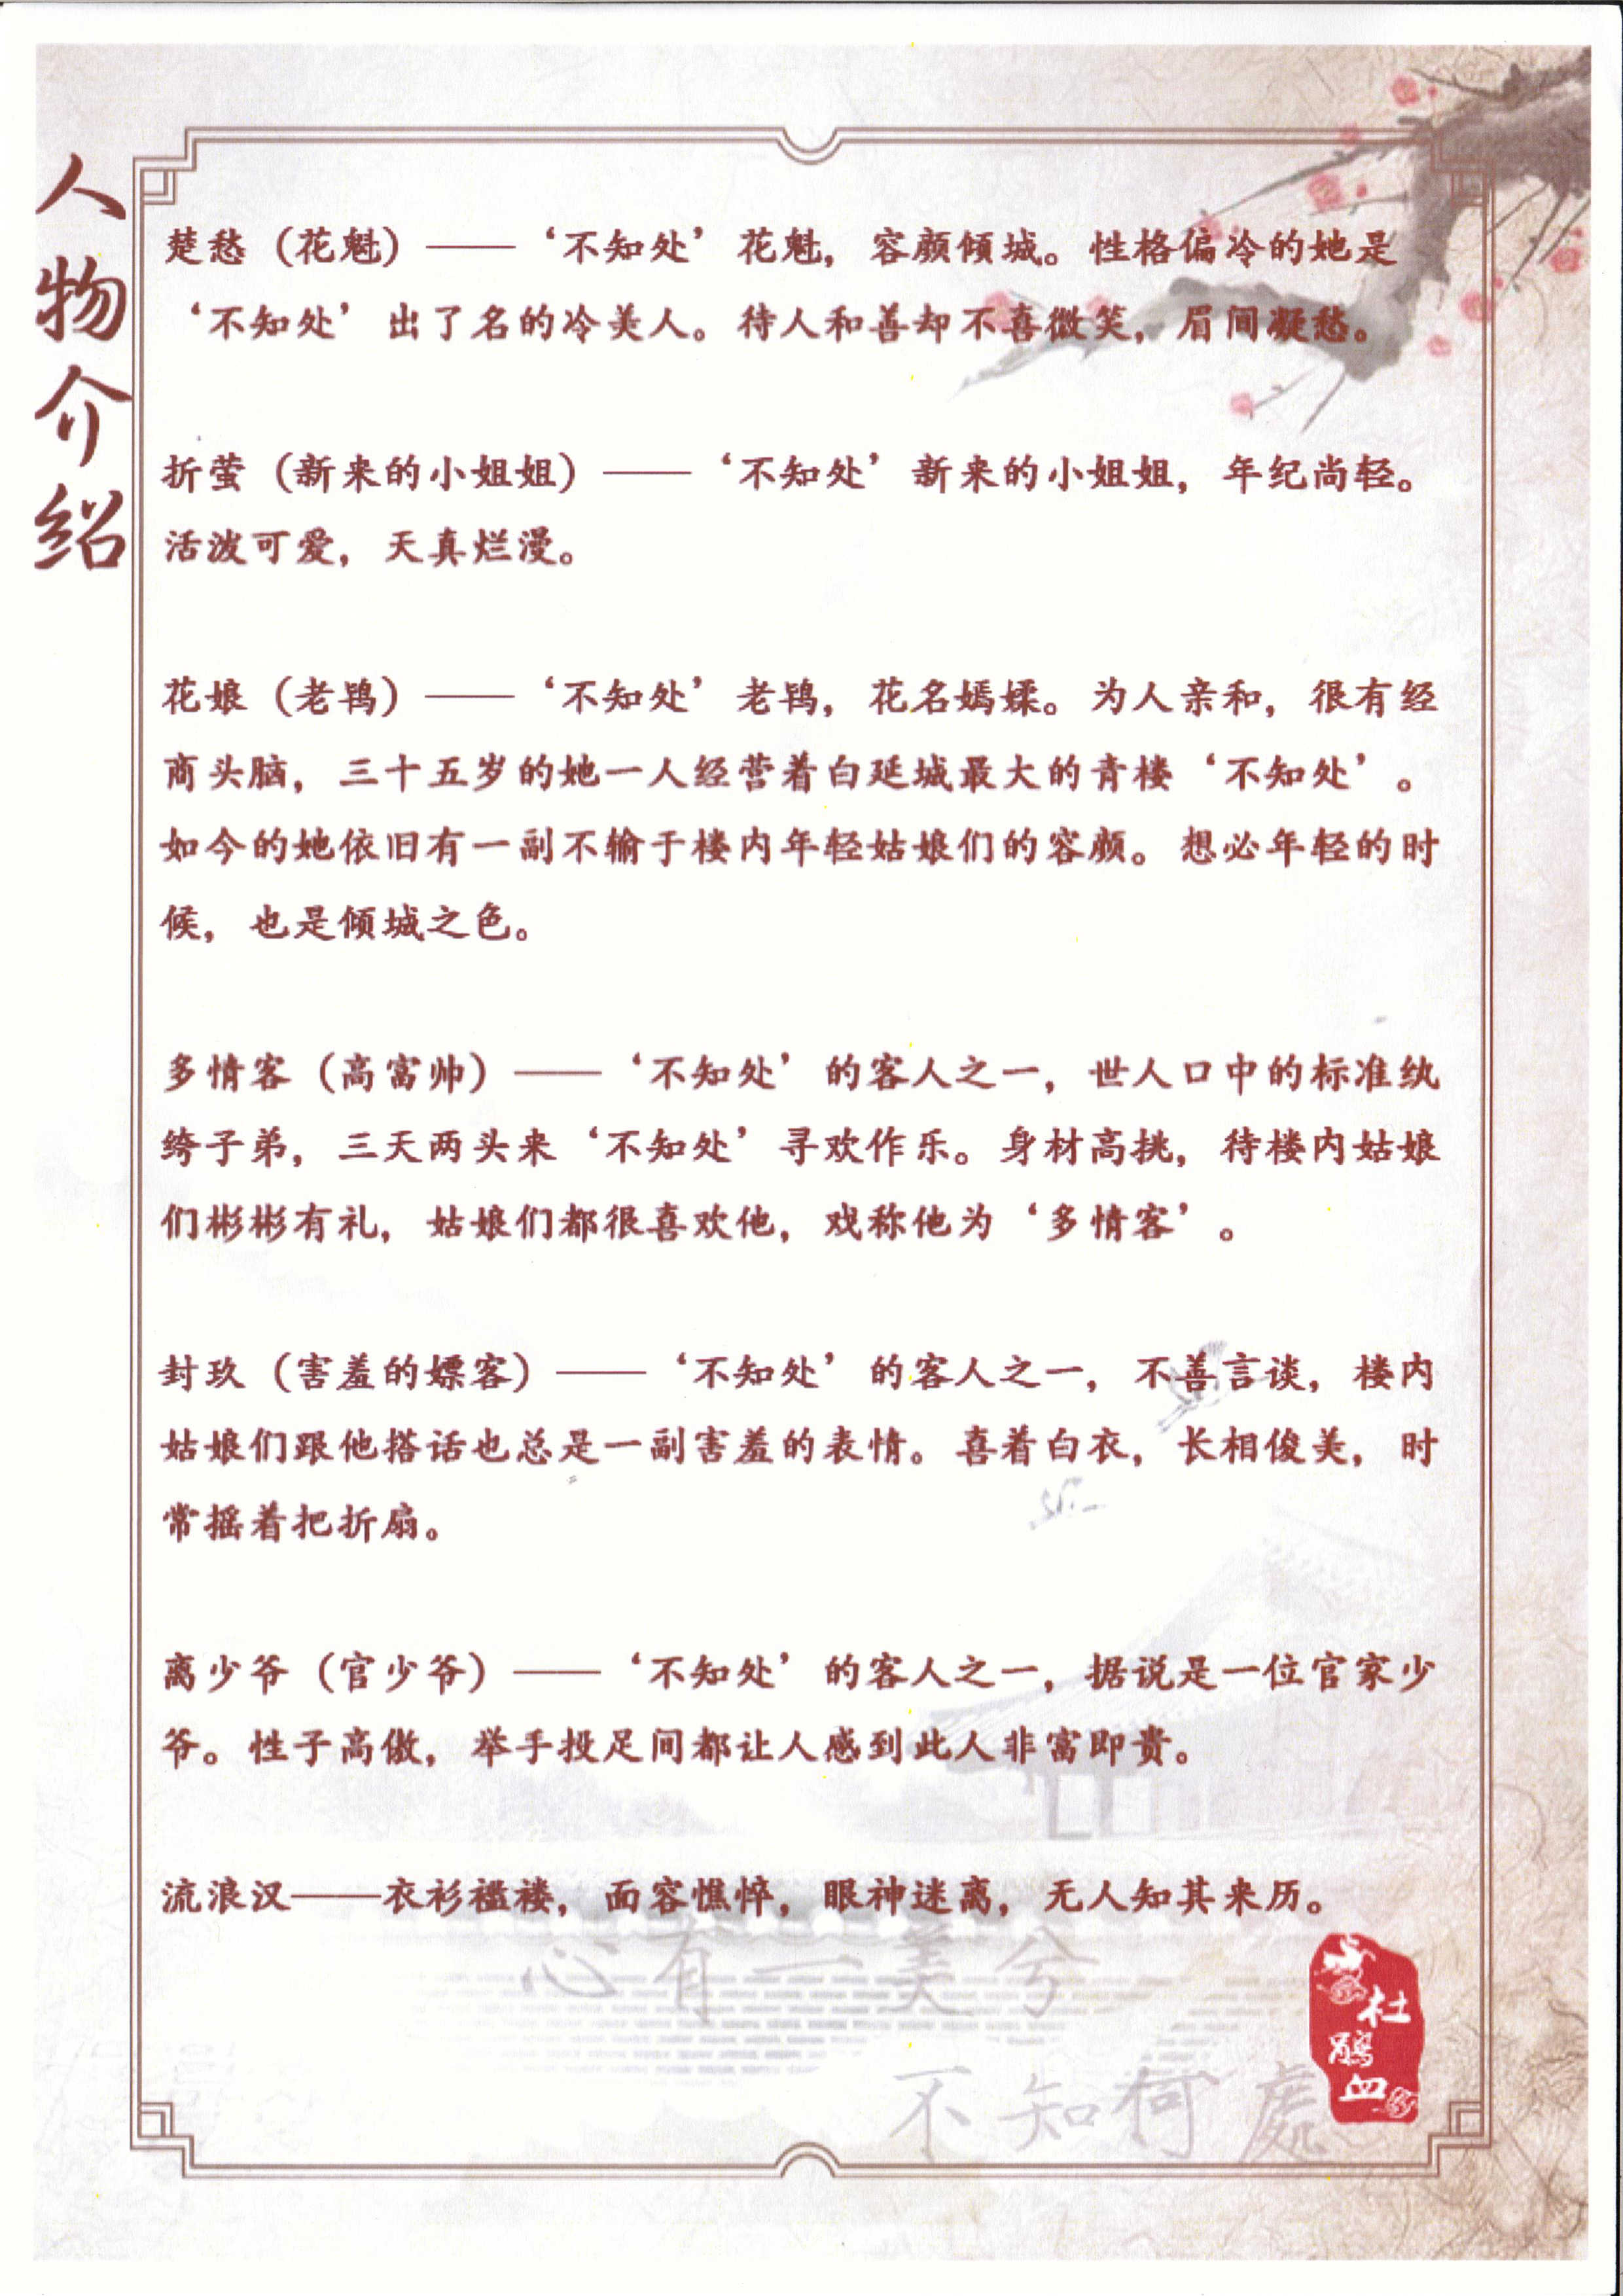 人物介绍
楚愁（花魁）——‘不知处’花魁，容颜倾城。性格偏冷的她是
‘不知处’出了名的冷美人。待人和善却不喜微笑，眉间凝愁。
折萤（新来的小姐姐）——‘不知处’新来的小姐姐，年纪尚轻。
活波可爱，天真烂漫。
花娘（老鸨）——‘不知处’老鸨，花名嫣媃。为人亲和，很有经
商头脑，三十五岁的她一人经营着白延城最大的青楼‘不知处’。
如今的她依旧有一副不输于楼内年轻姑娘们的容颜。想必年轻的时
候，也是倾城之色。
多情客（高富帅）——‘不知处’的客人之一，世人口中的标准纨
绔子弟，三天两头来‘不知处’寻欢作乐。身材高挑，待楼内姑娘
们彬彬有礼，姑娘们都很喜欢他，戏称他为‘多情客’。
封玖（害羞的嫖客）——‘不知处’的客人之一，不善言谈，楼内
姑娘们跟他搭话也总是一副害羞的表情。喜着白衣，长相俊美，时
常摇着把折扇。
离少爷（官少爷）——‘不知处’的客人之一，据说是一位官家少
爷。性子高傲，举手投足间都让人感到此人非富即贵。
流浪汉——衣衫褴褛，面容憔悴，眼神迷离，无人知其来历。
心有一美兮
不知何處
杜鹃血